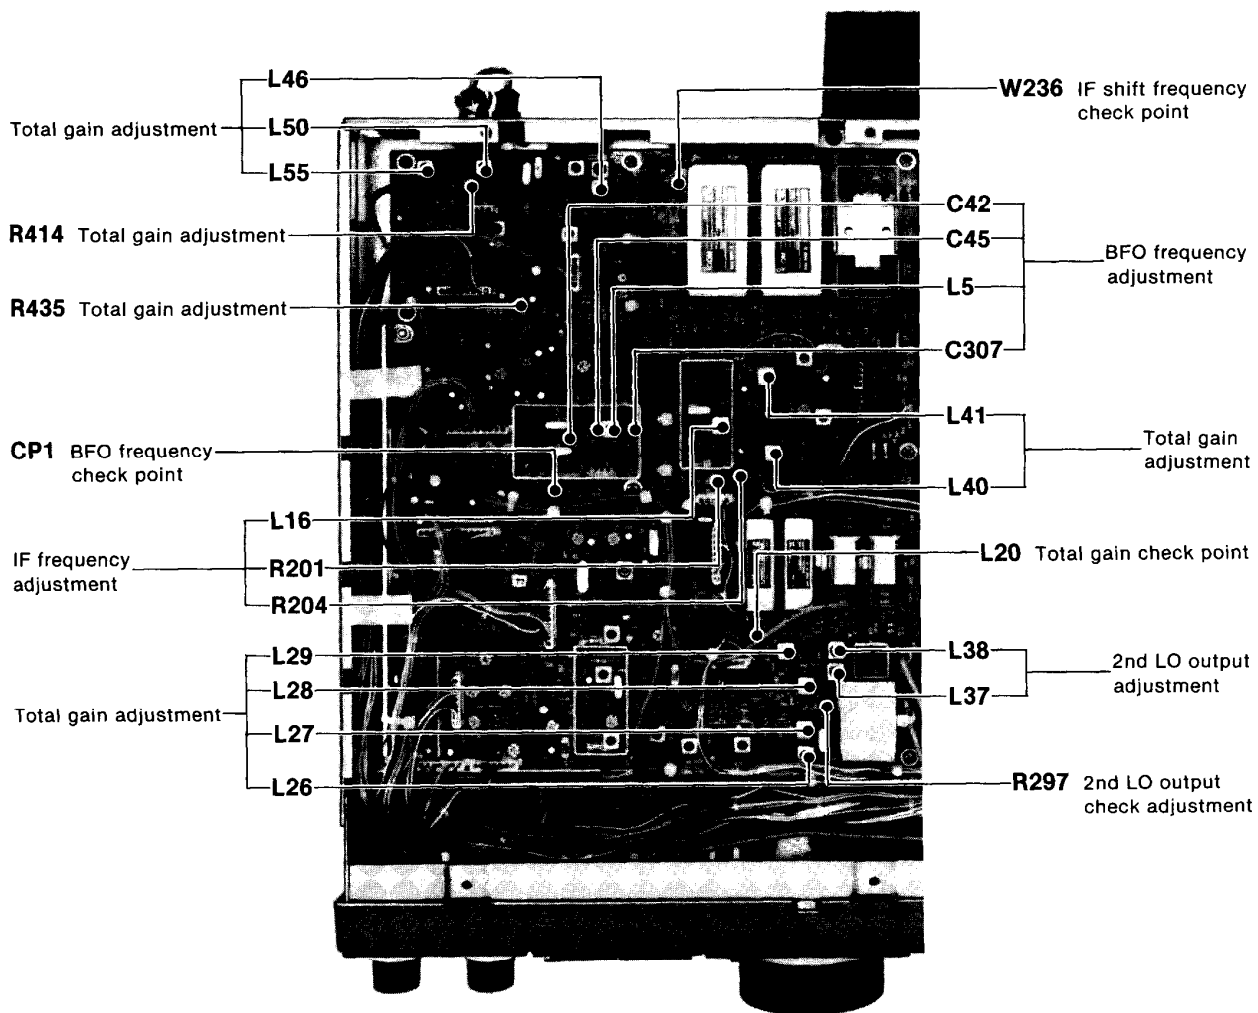 L46
Total gain adjustment
L50
L55
R414 Total gain adjustment
R435 Total gain adjustment
CP1 BFO frequency
check point
L16
IF frequency
adjustment
R201
R204
L29
L28
Total gain adjustment
L27
L26
W236 IF shift frequency
check point
C42
C45
BFO frequency
adjustment
L5
C307
L41
Total gain
adjustment
L40
L20 Total gain check point
L38
2nd LO output
adjustment
L37
R297 2nd LO output
check adjustment